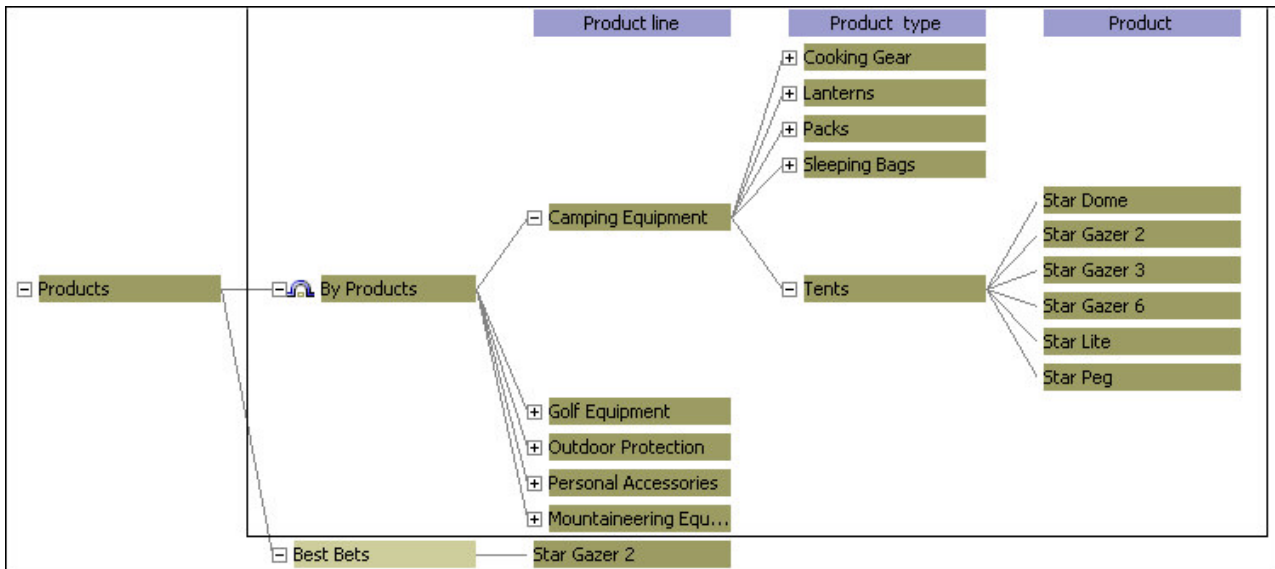 Product line
Product type
Product
Cooking Gear
Lanterns
Packs
Sleeping Bags
Star Dome
Camping Equipment
Star Gazer 2
Star Gazer 3
Products
By Products
Tents
Star Gazer 6
Star Lite
Star Peg
Golf Equipment
Outdoor Protection
Personal Accessories
Mountaineering Equ...
Best Bets
Star Gazer 2